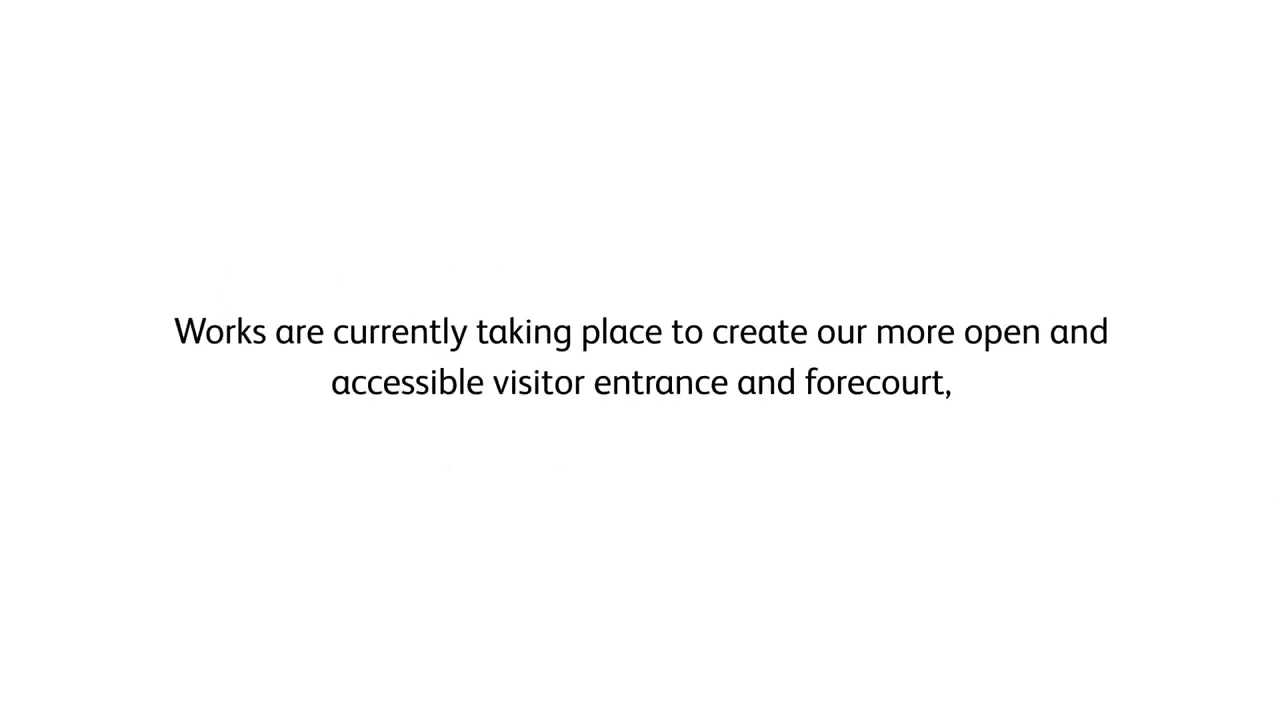 Works are currently taking place to create our more open and
accessible visitor entrance and forecourt,